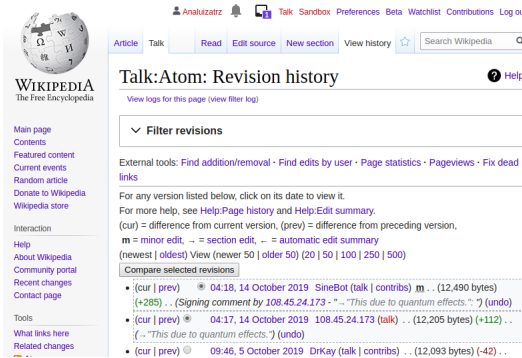 Analuizatrz Talk Sandbox Preferences Beta Watchlist Contributions Log ou
Article Talk Read Edit source New section View history Search Wikipedia
WIKIPEDIA
The Free Encyclopedia
Talk:Atom: Revision history
Help
View logs for this page (view filter log)
Filter revisions
Main page
Contents
Featured content
Current events
Random article
Donate to Wikipedia
Wikipedia store
Interaction
Help
About Wikipedia
Community portal
Recent changes
Contact page
Tools
What links here
Related changes
External tools: Find addition/removal · Find edits by user · Page statistics · Pageviews · Fix dead
links
For any version listed below, click on its date to view it.
For more help, see Help:Page history and Help:Edit summary.
(cur) = difference from current version, (prev) = difference from preceding version,
m = minor edit, → = section edit, ← = automatic edit summary
(newest | oldest) View (newer 50 | older 50) (20 | 50 | 100 | 250 | 500)
Compare selected revisions
• (cur | prev) 04:18, 14 October 2019 SineBot (talk | contribs) m . . (12,490 bytes)
(+285) . . (Signing comment by 108.45.24.173 - "→"This due to quantum effects.": ") (undo)
• (cur | prev) 04:17, 14 October 2019 108.45.24.173 (talk) . . (12,205 bytes) (+112) . .
(→"This due to quantum effects.") (undo)
• (cur | prev) 09:46, 5 October 2019 DrKay (talk | contribs) . . (12,093 bytes) (-42) . .